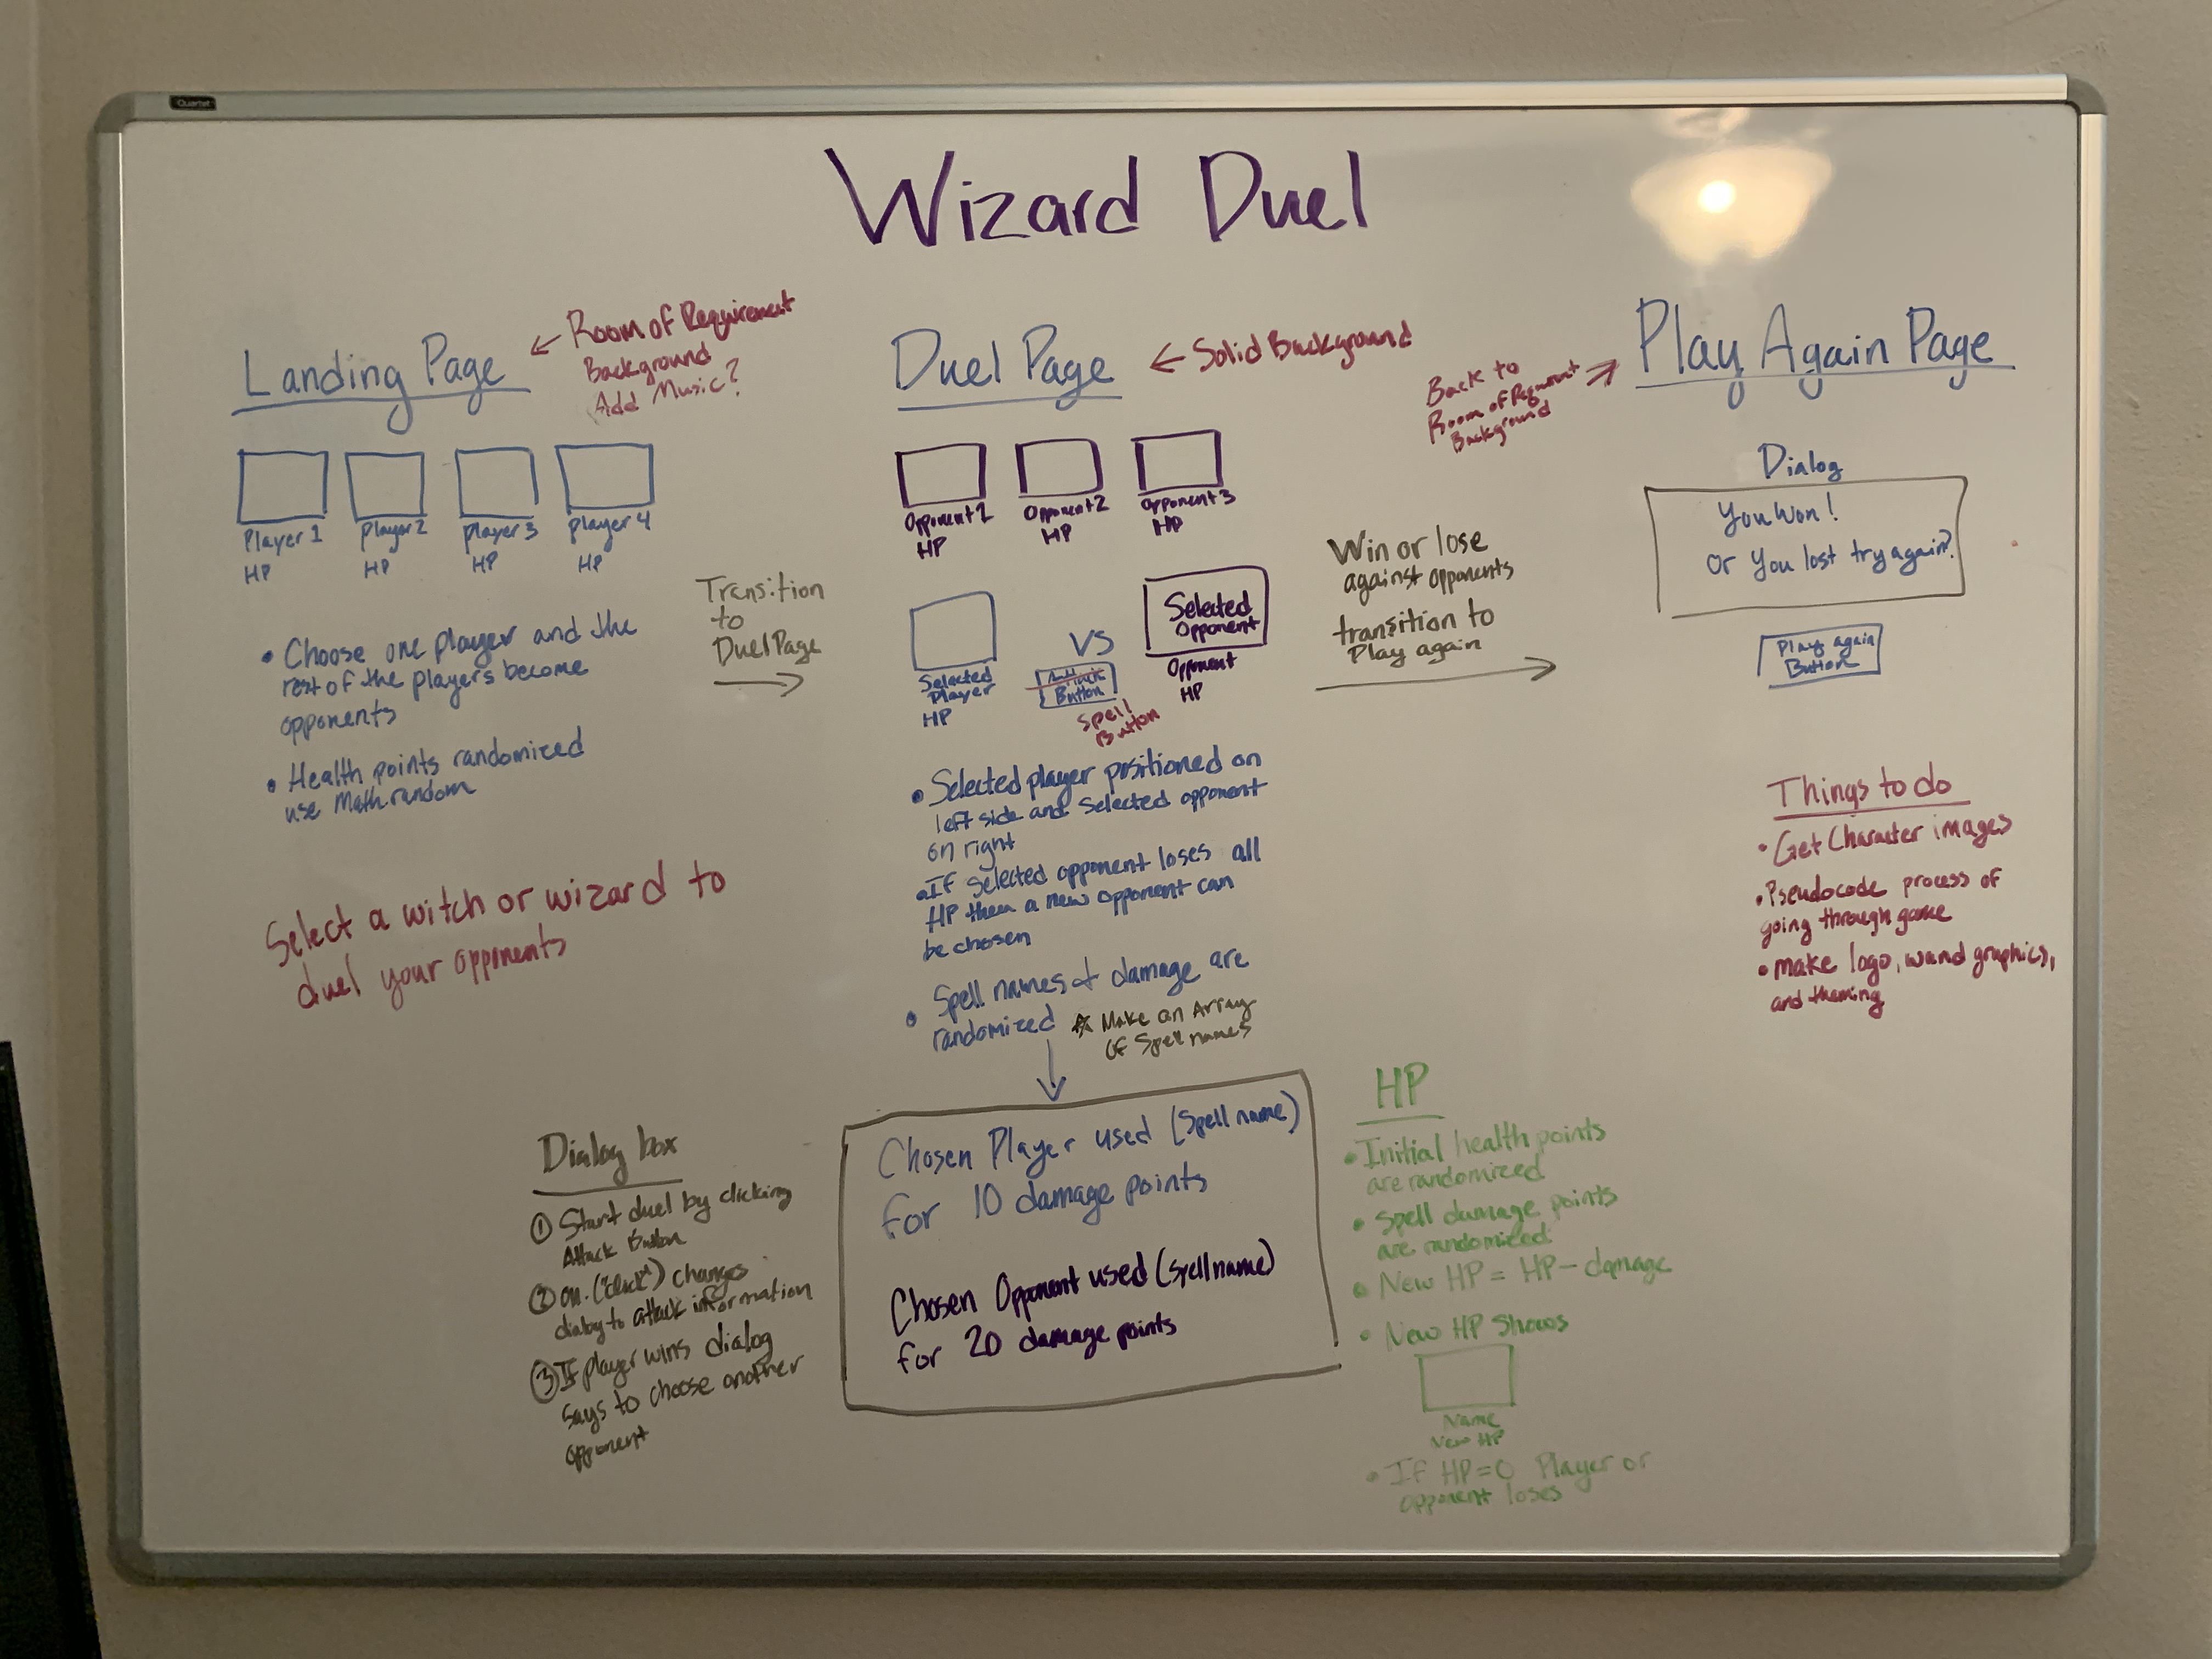 Quartet
Wizard Duel
Landing Page
← Room of Requirement
Background
Add Music?
Player 1
HP
Player 2
HP
Player 3
HP
Player 4
HP
• Choose one player and the
rest of the players become
opponents
• Health points randomized
use Math.random
Select a witch or wizard to
duel your opponents
Transition
to
Duel Page
Duel Page
← Solid Background
Opponent 1
HP
Opponent 2
HP
Opponent 3
HP
Selected
Player
HP
VS
Attack
Button
Spell
Button
Selected
Opponent
Opponent
HP
• Selected player positioned on
left side and selected opponent
on right
• If selected opponent loses all
HP then a new opponent can
be chosen
• Spell names & damage are
randomized
☆ Make an Array
of Spell names
Dialog box
① Start duel by clicking
Attack Button
② on.("click") changes
dialog to attack information
③ If player wins dialog
says to choose another
opponent
Chosen Player used (Spell name)
for 10 damage points
Chosen Opponent used (Spell name)
for 20 damage points
HP
• Initial health points
are randomized
• Spell damage points
are randomized
• New HP = HP - damage
• New HP Shows
Name
New HP
• If HP=0 Player or
opponent loses
Win or lose
against opponents
transition to
Play again
Back to
Room of Requirement
Background
Play Again Page
Dialog
You Won!
or You lost try again?
Play again
Button
Things to do
• Get Character images
• Pseudocode process of
going through game
• make logo, wand graphics,
and theming